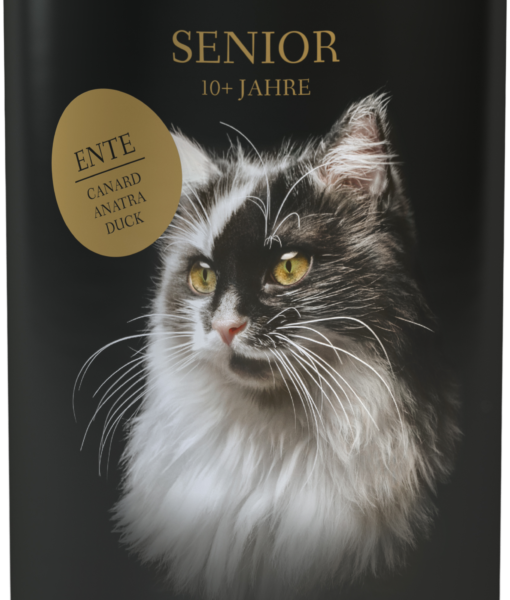 SENIOR
10+ JAHRE
ENTE
CANARD
ANATRA
DUCK